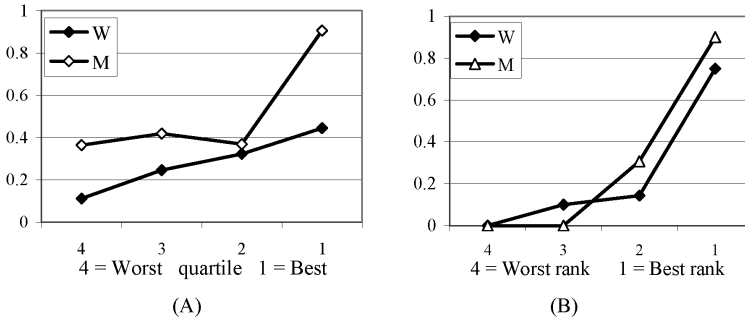 1
0.8
0.6
0.4
0.2
0
W
M
4 3 2 1
4 = Worst quartile 1 = Best
(A)
1
0.8
0.6
0.4
0.2
0
W
M
4 3 2 1
4 = Worst rank 1 = Best rank
(B)